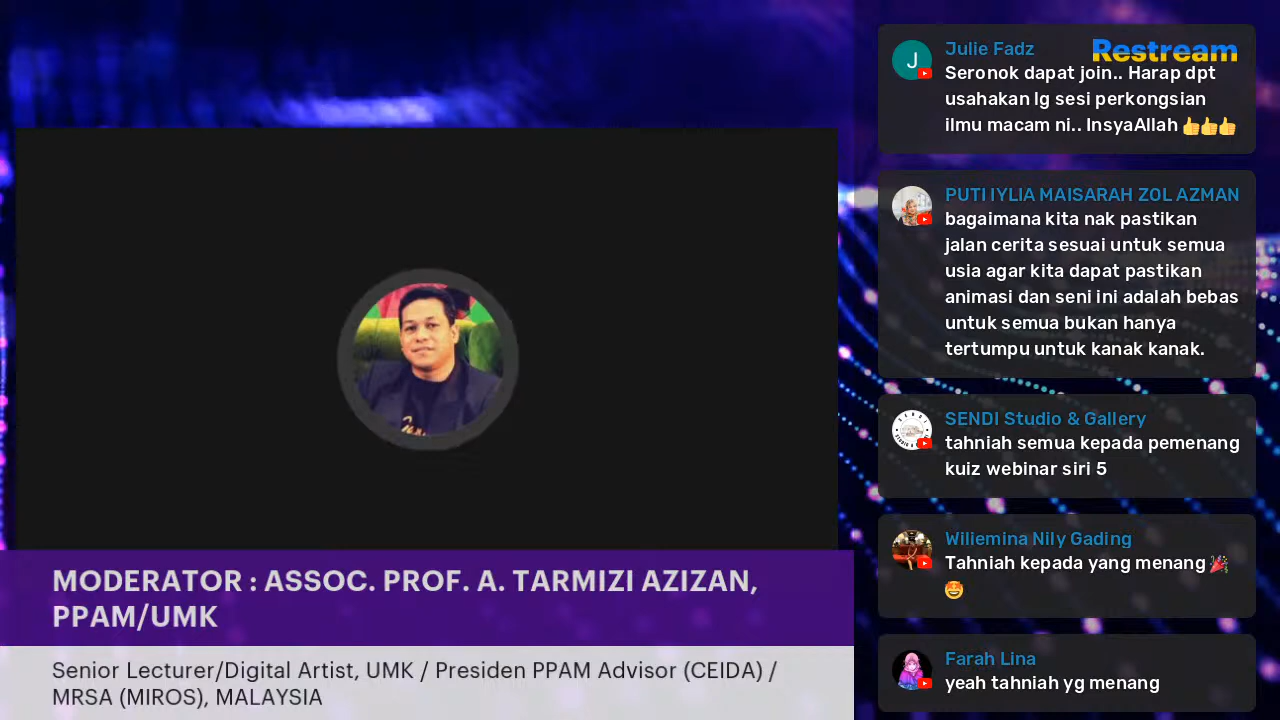 MODERATOR : ASSOC. PROF. A. TARMIZI AZIZAN,
PPAM/UMK
Senior Lecturer/Digital Artist, UMK / Presiden PPAM Advisor (CEIDA) /
MRSA (MIROS), MALAYSIA
Restream
J
Julie Fadz
Seronok dapat join.. Harap dpt
usahakan lg sesi perkongsian
ilmu macam ni.. InsyaAllah 👍👍👍
PUTI IYLIA MAISARAH ZOL AZMAN
bagaimana kita nak pastikan
jalan cerita sesuai untuk semua
usia agar kita dapat pastikan
animasi dan seni ini adalah bebas
untuk semua bukan hanya
tertumpu untuk kanak kanak.
SENDI Studio & Gallery
tahniah semua kepada pemenang
kuiz webinar siri 5
Wiliemina Nily Gading
Tahniah kepada yang menang 🎉
🤩
Farah Lina
yeah tahniah yg menang